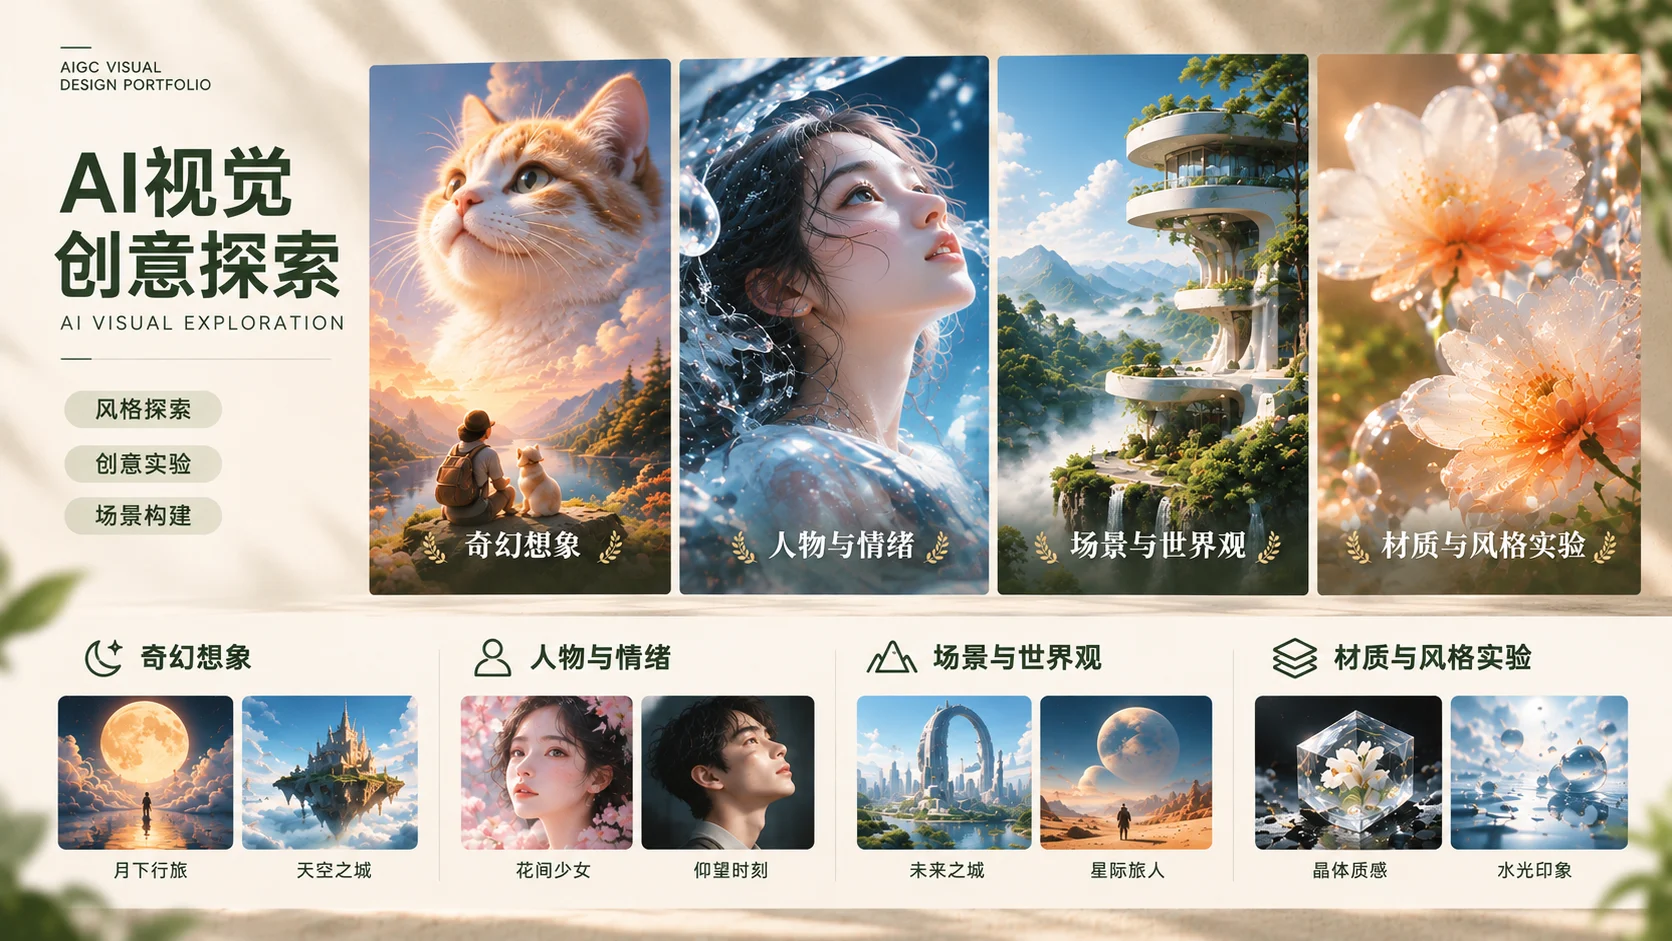 AIGC VISUAL
DESIGN PORTFOLIO
AI视觉
创意探索
AI VISUAL EXPLORATION
风格探索
创意实验
场景构建
奇幻想象
人物与情绪
场景与世界观
材质与风格实验
奇幻想象
人物与情绪
场景与世界观
材质与风格实验
月下行旅
天空之城
花间少女
仰望时刻
未来之城
星际旅人
晶体质感
水光印象